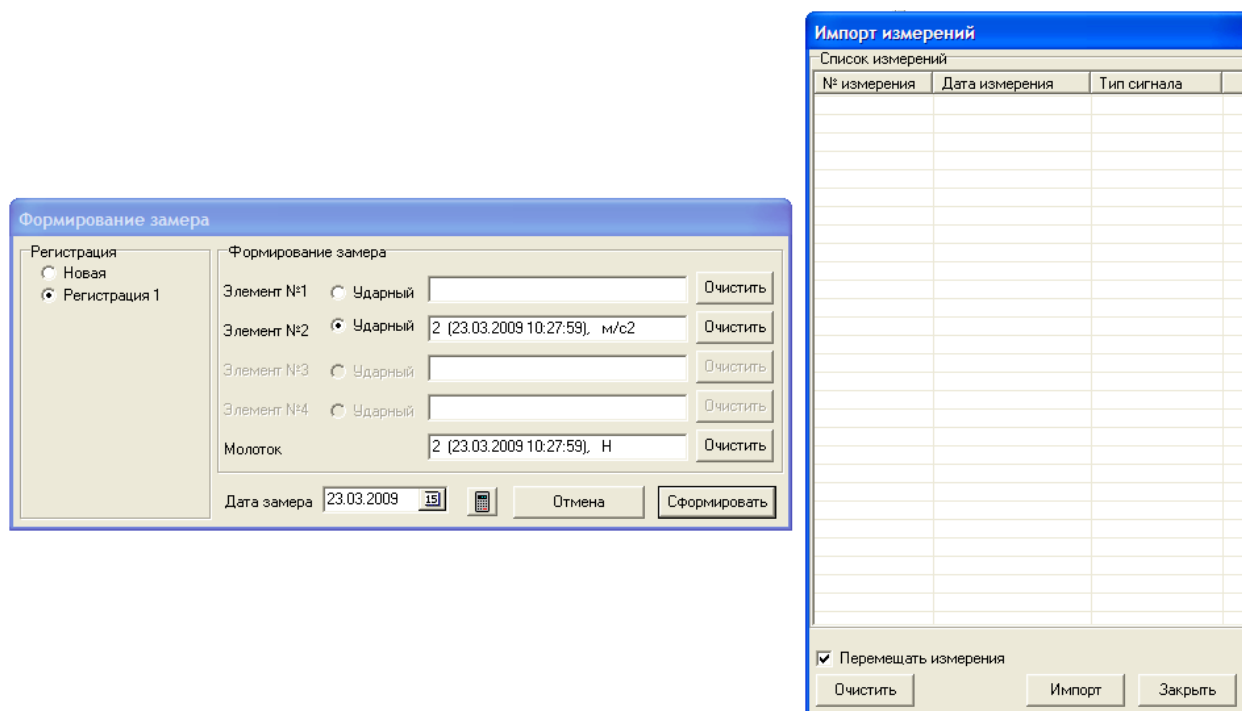 Формирование замера
Регистрация
Новая
Регистрация 1
Формирование замера
Элемент №1 Ударный Очистить
Элемент №2 Ударный 2 (23.03.2009 10:27:59), м/с2 Очистить
Элемент №3 Ударный Очистить
Элемент №4 Ударный Очистить
Молоток 2 (23.03.2009 10:27:59), Н Очистить
Дата замера 23.03.2009 15 Отмена Сформировать
Импорт измерений
Список измерений
№ измерения Дата измерения Тип сигнала
Перемещать измерения
Очистить Импорт Закрыть